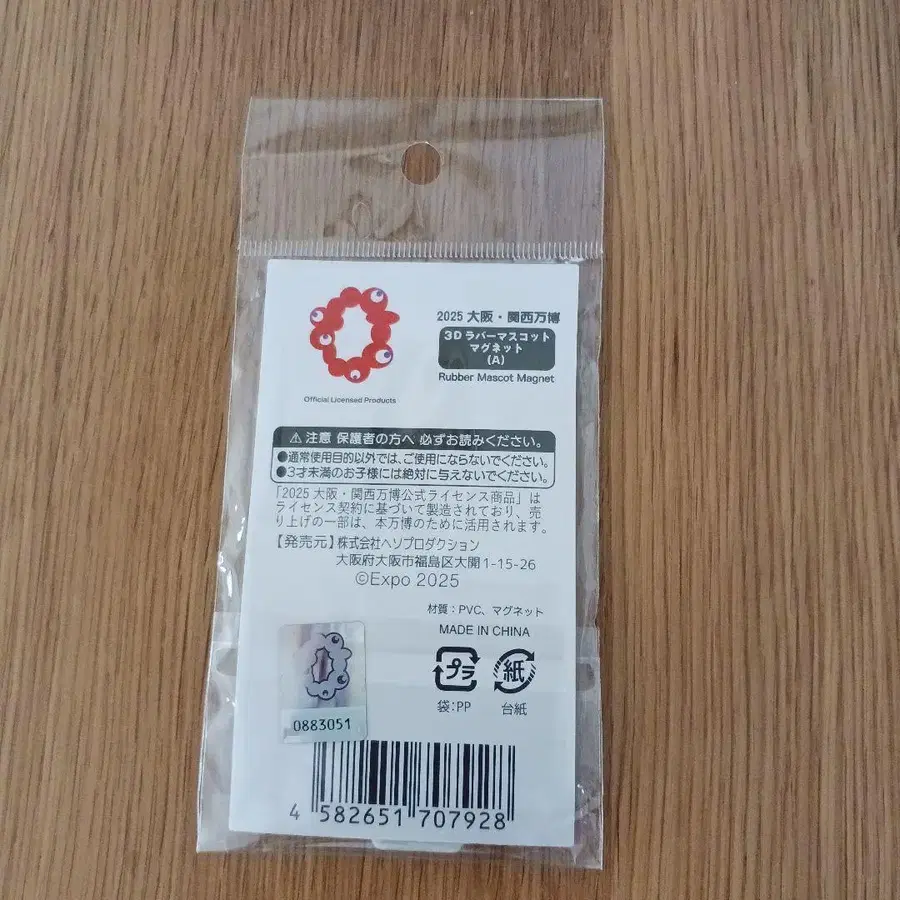 2025 大阪・関西万博
3Dラバーマスコット
マグネット
(A)
Rubber Mascot Magnet
Official Licensed Products
⚠注意 保護者の方へ 必ずお読みください。
●通常使用目的以外では、ご使用にならないでください。
●3才未満のお子様には絶対に与えないでください。
「2025 大阪・関西万博公式ライセンス商品」は
ライセンス契約に基づいて製造されており、売
り上げの一部は、本万博のために活用されます。
【発売元】株式会社ヘソプロダクション
大阪府大阪市福島区大開1-15-26
©Expo 2025
材質：PVC、マグネット
MADE IN CHINA
プラ 紙
袋:PP 台紙
0883051
4 582651 707928